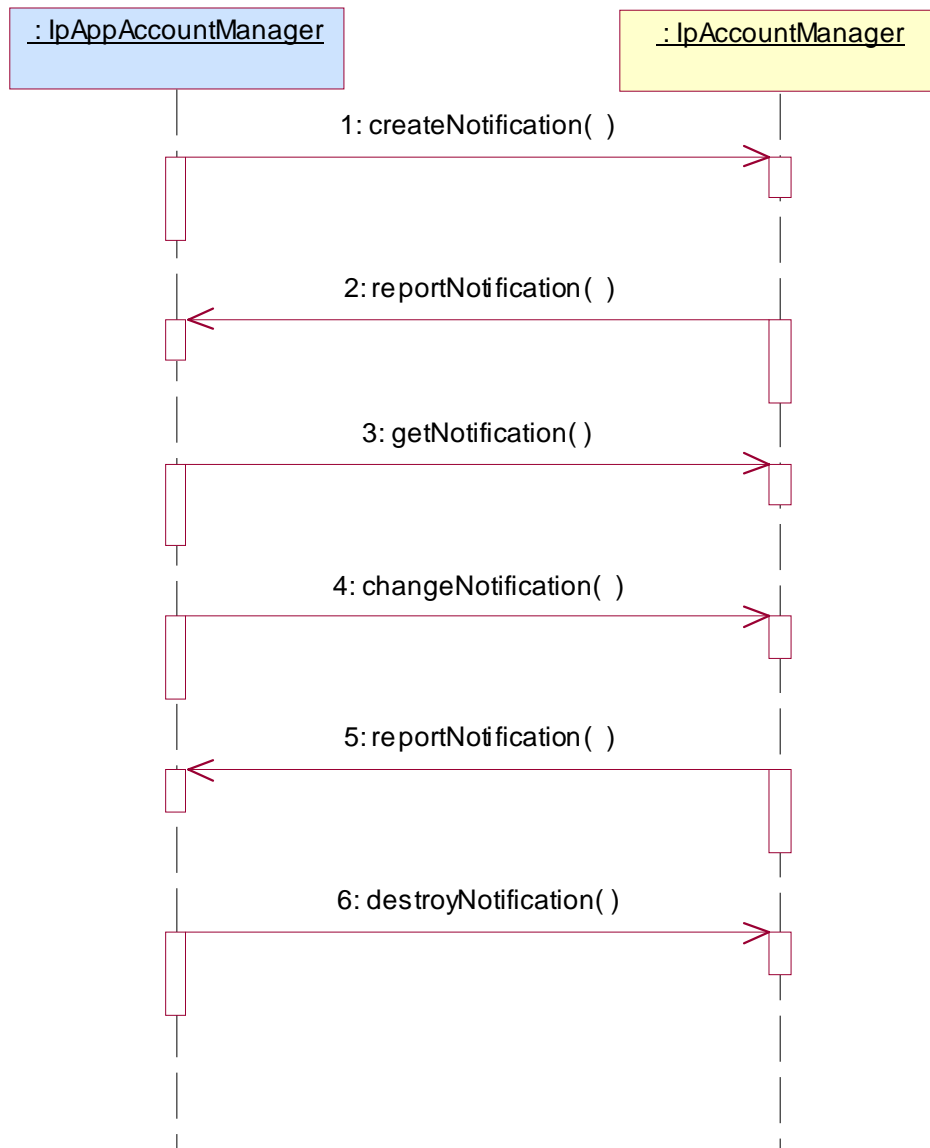 : IpAppAccountManager
: IpAccountManager
1: createNotification( )
2: reportNotification( )
3: getNotification( )
4: changeNotification( )
5: reportNotification( )
6: destroyNotification( )